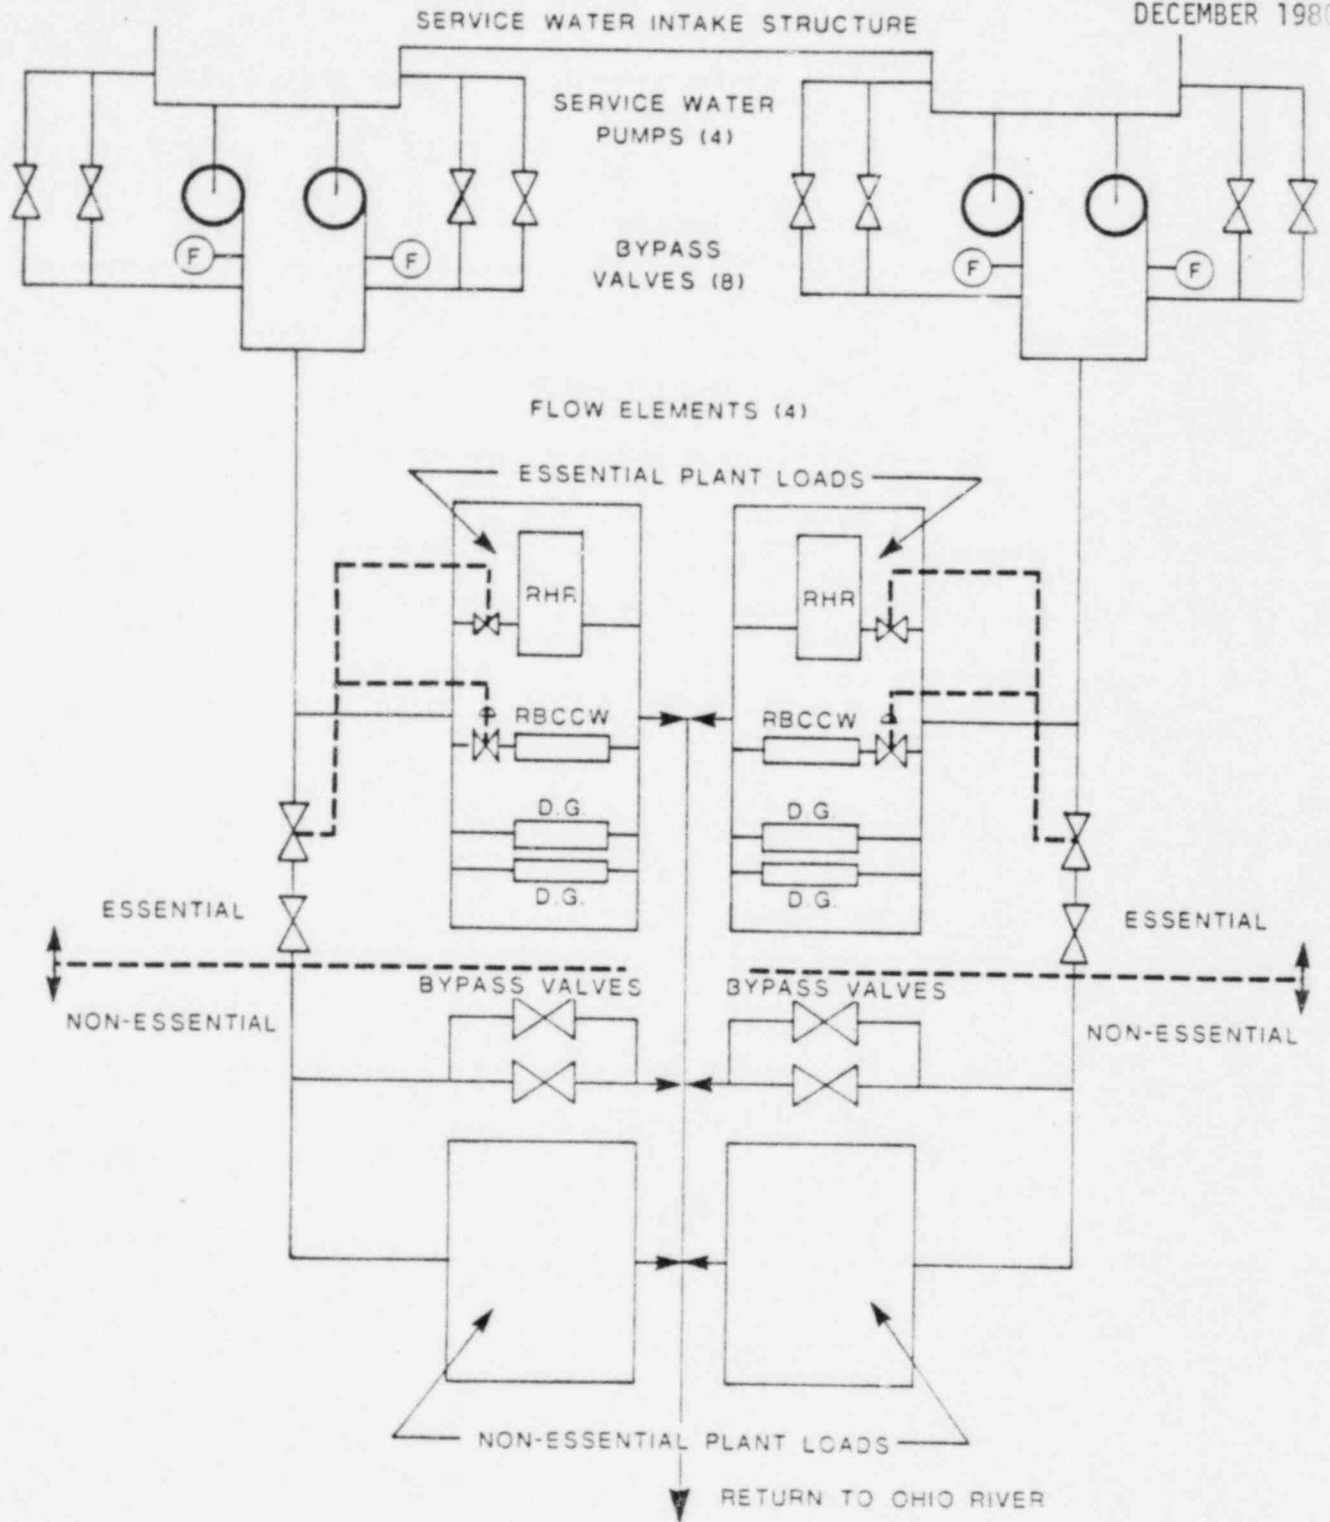 DECEMBER 198
SERVICE WATER INTAKE STRUCTURE
SERVICE WATER
PUMPS (4)
F
F
BYPASS
VALVES (8)
F
F
FLOW ELEMENTS (4)
ESSENTIAL PLANT LOADS
RHR
RHR
RBCCW
RBCCW
D.G.
D.G.
D.G.
D.G.
ESSENTIAL
ESSENTIAL
BYPASS VALVES
BYPASS VALVES
NON-ESSENTIAL
NON-ESSENTIAL
NON-ESSENTIAL PLANT LOADS
RETURN TO OHIO RIVER